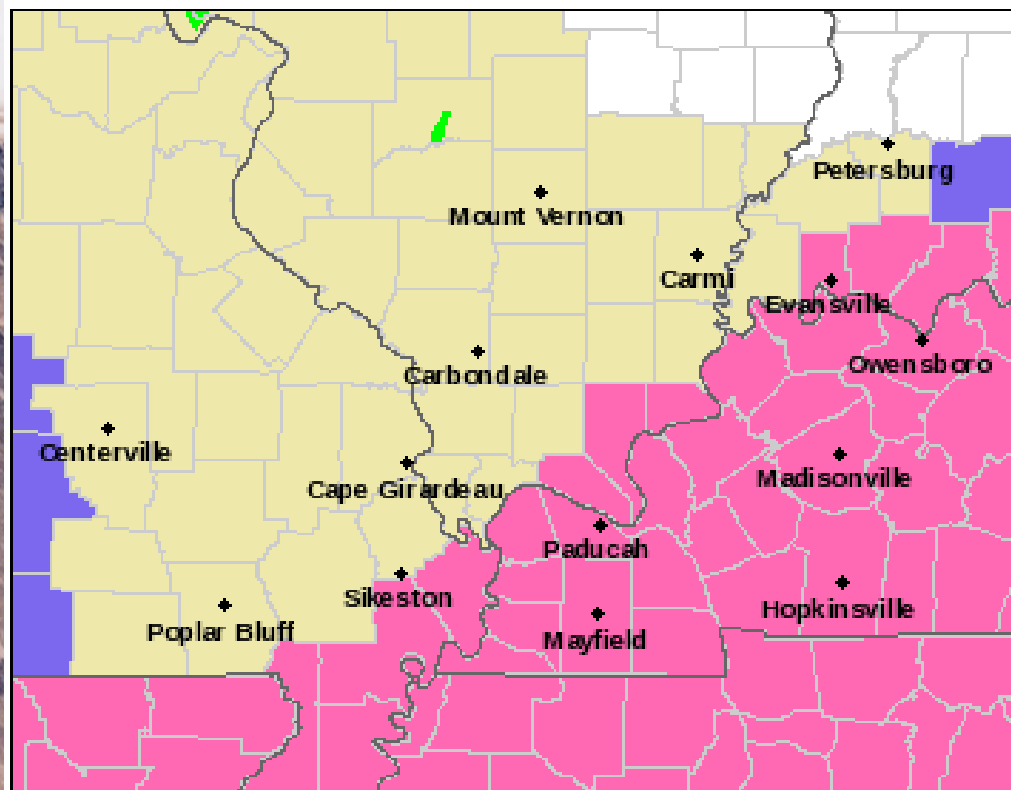 Petersburg
Mount Vernon
Carmi
Evansville
Owensboro
Carbondale
Centerville
Madisonville
Cape Girardeau
Paducah
Sikeston
Hopkinsville
Poplar Bluff
Mayfield